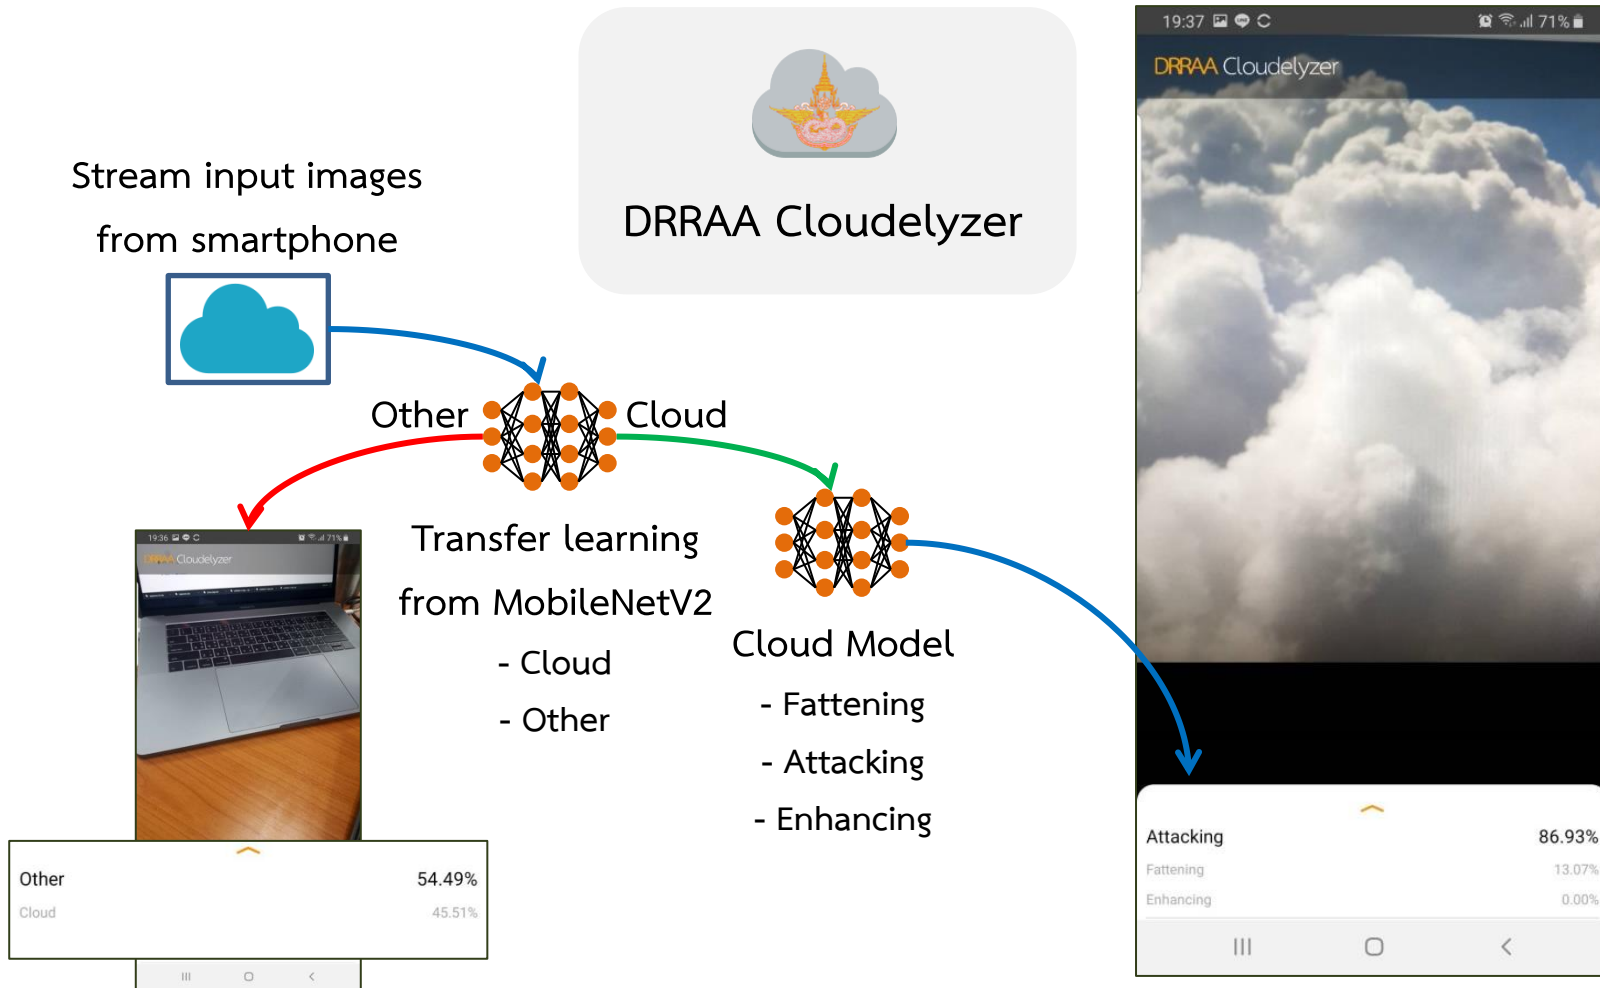 DRRAA Cloudelyzer
Stream input images
from smartphone
Other
Cloud
Transfer learning
from MobileNetV2
- Cloud
- Other
Cloud Model
- Fattening
- Attacking
- Enhancing
19:36
71%
DRRAA Cloudelyzer
Other 54.49%
Cloud 45.51%
19:37
71%
DRRAA Cloudelyzer
Attacking 86.93%
Fattening 13.07%
Enhancing 0.00%